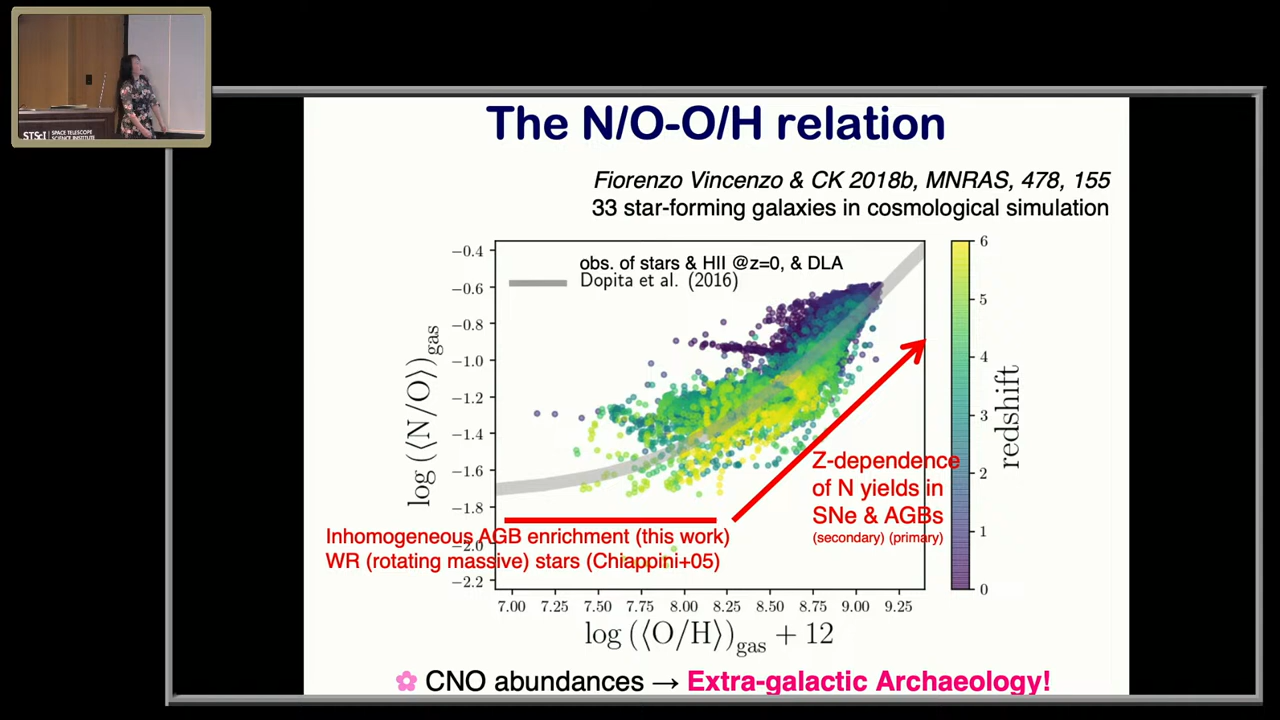 STScI | SPACE TELESCOPE
SCIENCE INSTITUTE
The N/O-O/H relation
Fiorenzo Vincenzo & CK 2018b, MNRAS, 478, 155
33 star-forming galaxies in cosmological simulation
obs. of stars & HII @z=0, & DLA
Dopita et al. (2016)
−0.4
−0.6
−0.8
−1.0
−1.2
−1.4
−1.6
−1.8
−2.0
−2.2
log (⟨N/O⟩)gas
6
5
4
3
2
1
0
redshift
Z-dependence
of N yields in
SNe & AGBs
(secondary) (primary)
Inhomogeneous AGB enrichment (this work)
WR (rotating massive) stars (Chiappini+05)
7.00 7.25 7.50 7.75 8.00 8.25 8.50 8.75 9.00 9.25
log (⟨O/H⟩)gas + 12
CNO abundances → Extra-galactic Archaeology!